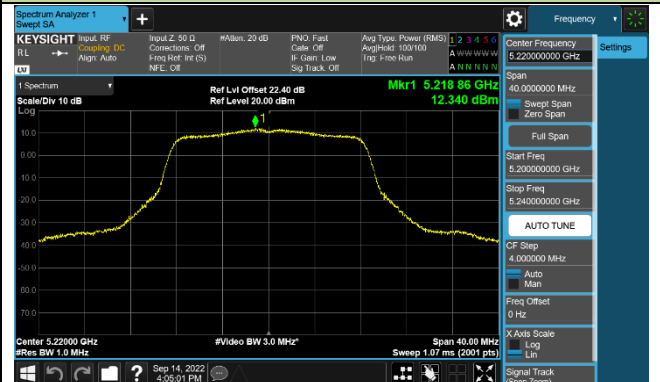 Spectrum Analyzer 1
Swept SA
+
Frequency
KEYSIGHT
RL
LXI
Input: RF
Coupling: DC
Align: Auto
Input Z: 50 Ω
Corrections: Off
Freq Ref: Int (S)
NFE: Off
#Atten: 20 dB
PNO: Fast
Gate: Off
IF Gain: Low
Sig Track: Off
Avg Type: Power (RMS)
Avg|Hold: 100/100
Trig: Free Run
1 2 3 4 5 6
A W W W W W
A N N N N N
1 Spectrum
Scale/Div 10 dB
Log
Ref Lvl Offset 22.40 dB
Ref Level 20.00 dBm
Mkr1 5.218 86 GHz
12.340 dBm
1
10.0
0.00
-10.0
-20.0
-30.0
-40.0
-50.0
-60.0
-70.0
Center 5.22000 GHz
#Res BW 1.0 MHz
#Video BW 3.0 MHz*
Span 40.00 MHz
Sweep 1.07 ms (2001 pts)
?
Sep 14, 2022
4:05:01 PM
Center Frequency
5.220000000 GHz
Span
40.0000000 MHz
Swept Span
Zero Span
Full Span
Start Freq
5.200000000 GHz
Stop Freq
5.240000000 GHz
AUTO TUNE
CF Step
4.000000 MHz
Auto
Man
Freq Offset
0 Hz
X Axis Scale
Log
Lin
Signal Track
(Span Zoom)
Settings